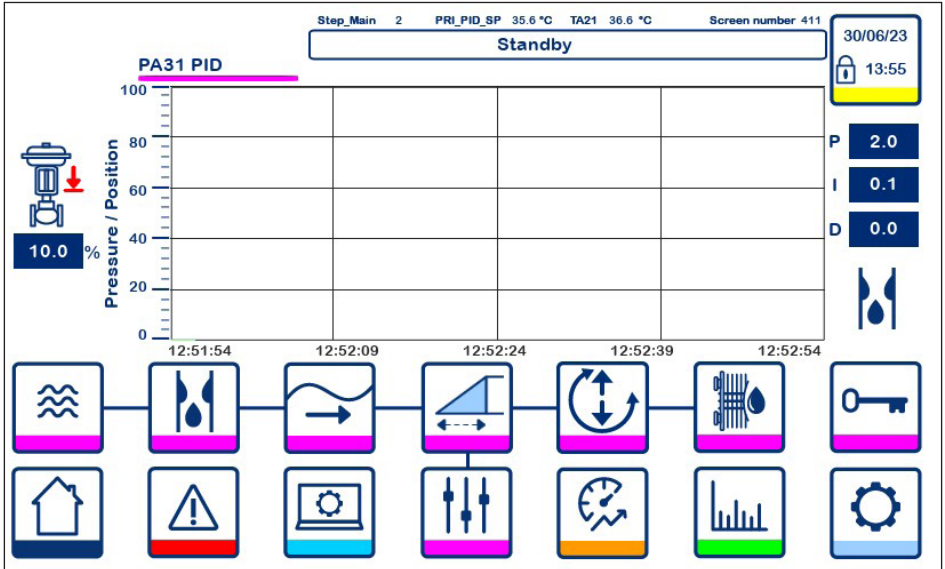 Step_Main 2 PRI_PID_SP 35.6 °C TA21 36.6 °C Screen number 411
Standby
30/06/23
13:55
PA31 PID
Pressure / Position
100
80
60
40
20
0
12:51:54 12:52:09 12:52:24 12:52:39 12:52:54
10.0 %
P 2.0
I 0.1
D 0.0